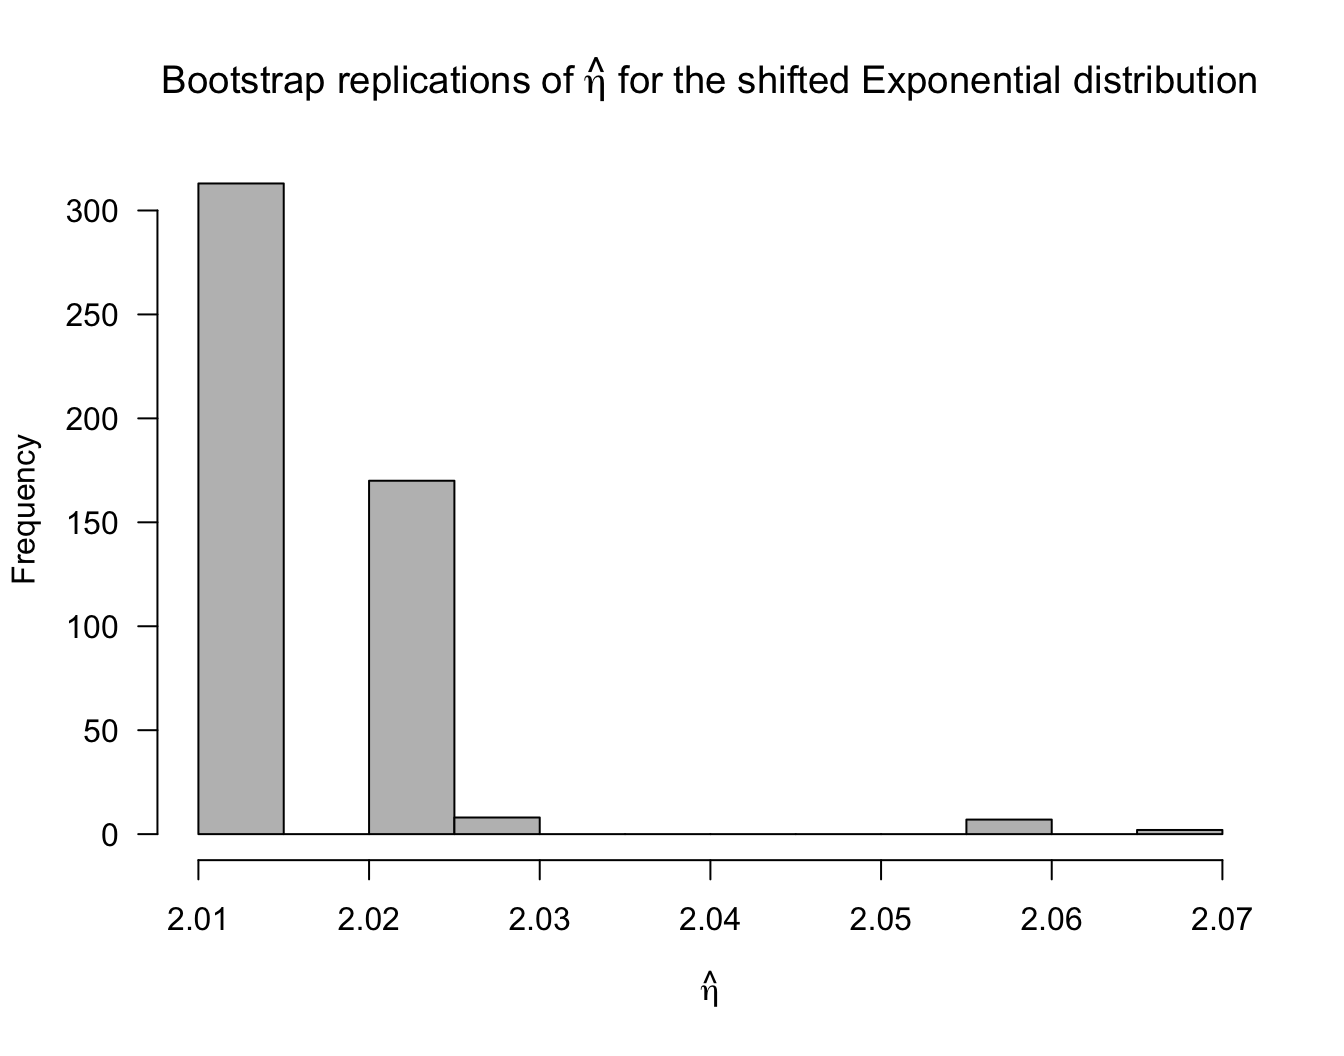 Bootstrap replications of η̂ for the shifted Exponential distribution
300
250
200
150
100
50
0
Frequency
2.01 2.02 2.03 2.04 2.05 2.06 2.07
η̂